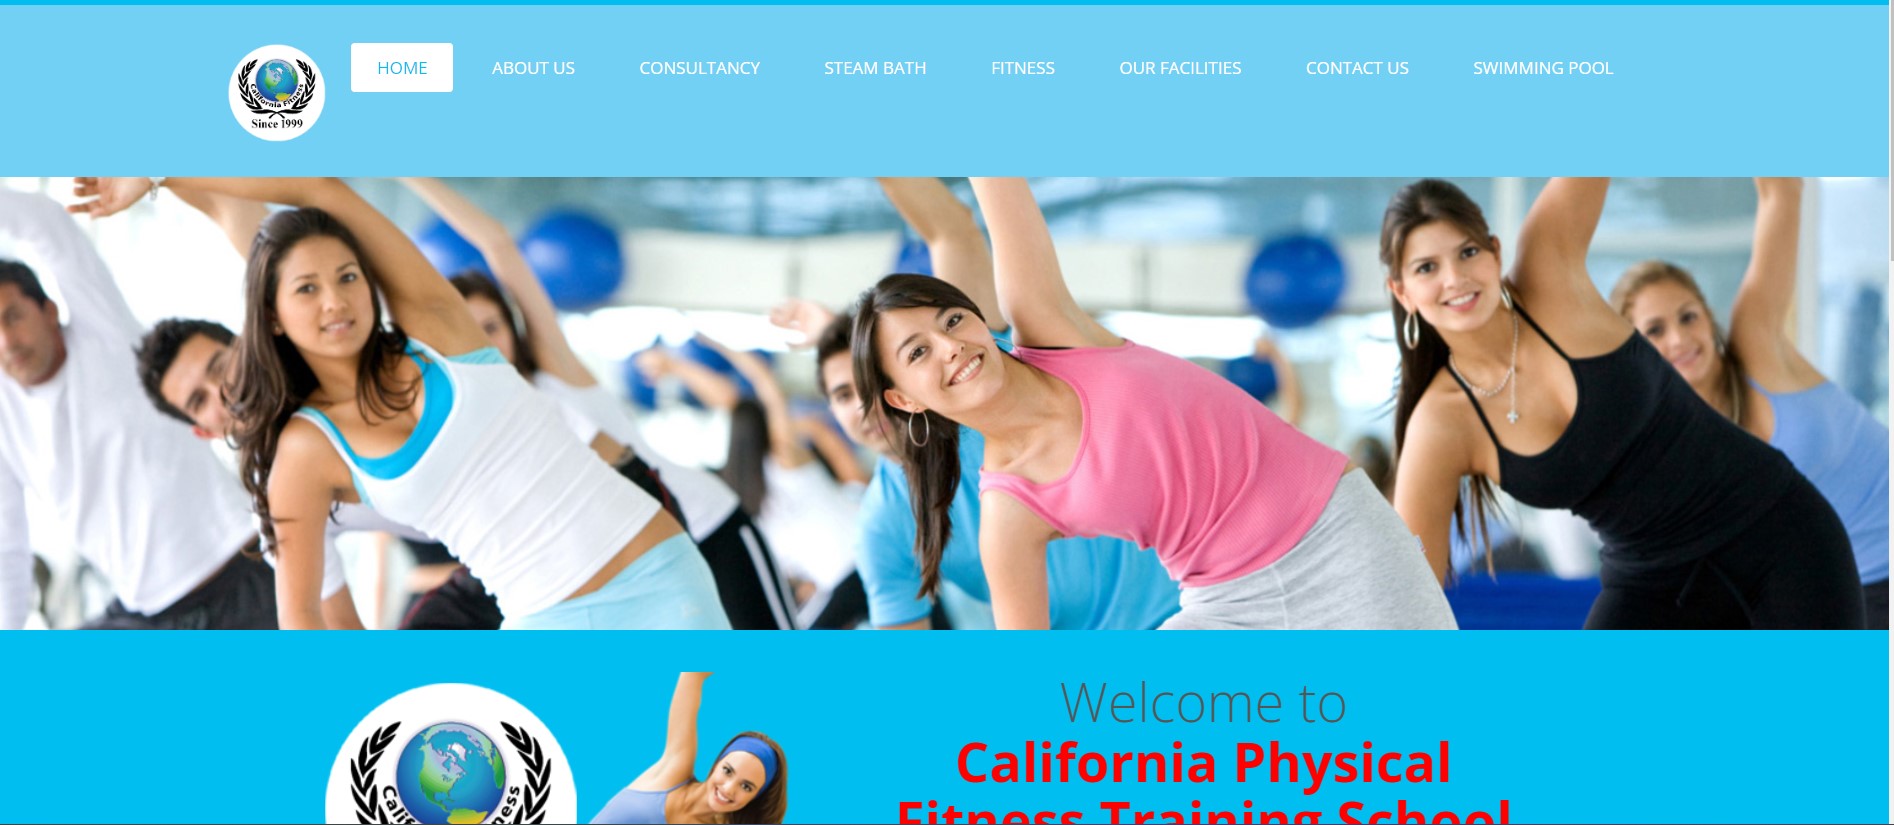 HOME ABOUT US CONSULTANCY STEAM BATH FITNESS OUR FACILITIES CONTACT US SWIMMING POOL
California Fitness
Since 1999
Welcome to
California Physical
Fitness Training School